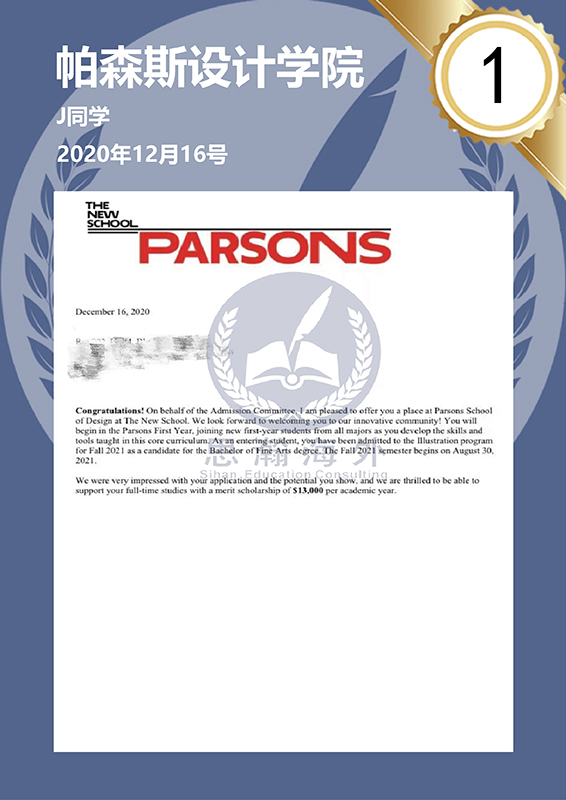 帕森斯设计学院
1
J同学
2020年12月16号
THE
NEW
SCHOOL
PARSONS
December 16, 2020
Congratulations! On behalf of the Admission Committee, I am pleased to offer you a place at Parsons School
of Design at The New School. We look forward to welcoming you to our innovative community! You will
begin in the Parsons First Year, joining new first-year students from all majors as you develop the skills and
tools taught in this core curriculum. As an entering student, you have been admitted to the Illustration program
for Fall 2021 as a candidate for the Bachelor of Fine Arts degree. The Fall 2021 semester begins on August 30,
2021.
思瀚海外
Sihan Education Consulting
We were very impressed with your application and the potential you show, and we are thrilled to be able to
support your full-time studies with a merit scholarship of $13,000 per academic year.